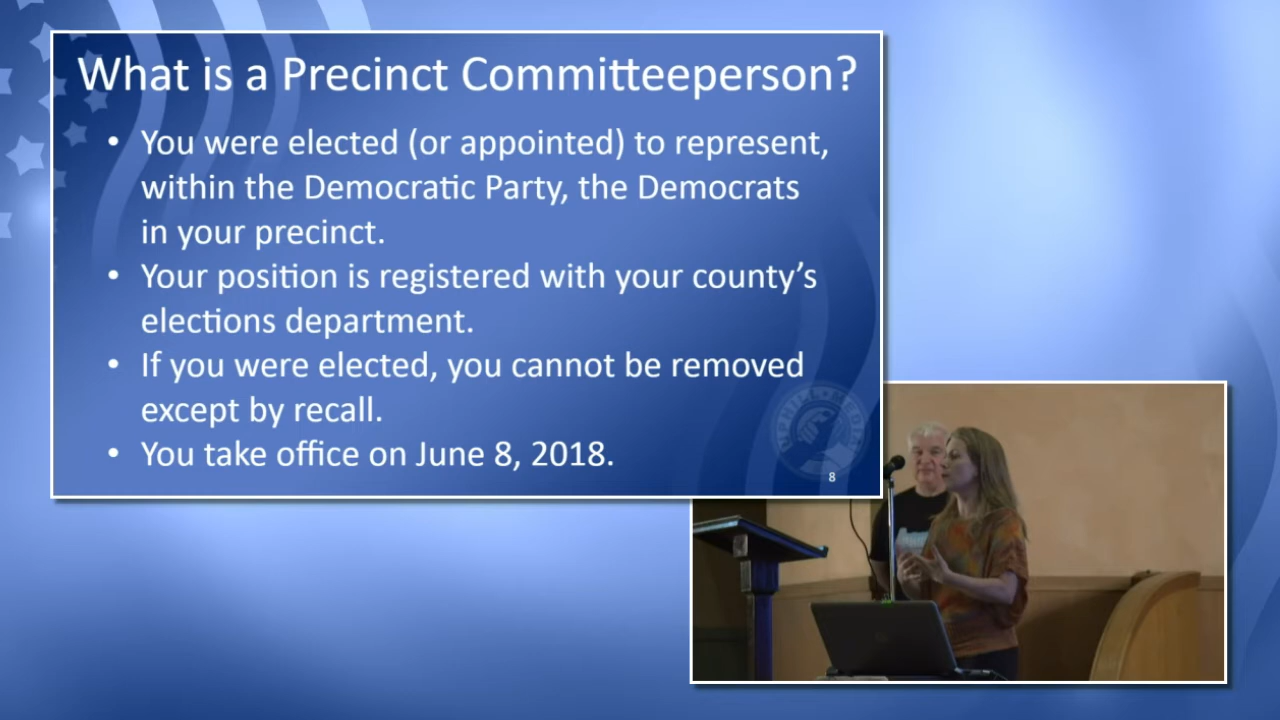 What is a Precinct Committeeperson?
• You were elected (or appointed) to represent,
within the Democratic Party, the Democrats
in your precinct.
• Your position is registered with your county’s
elections department.
• If you were elected, you cannot be removed
except by recall.
• You take office on June 8, 2018.
8